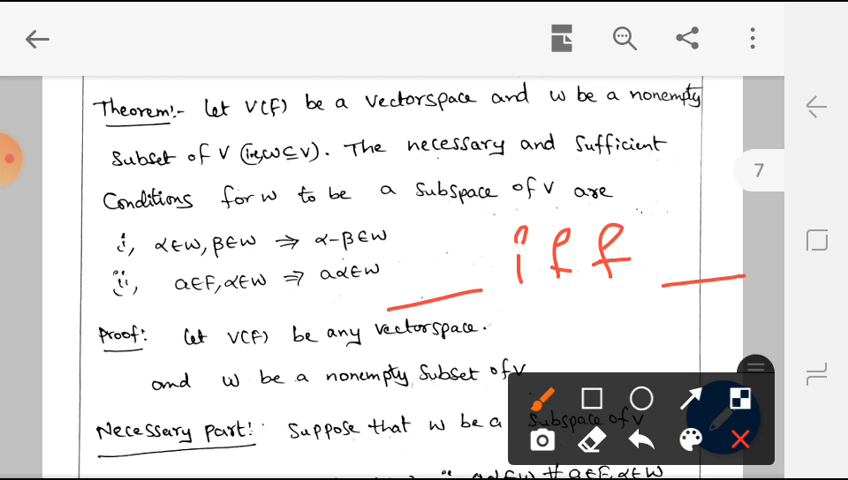 Theorem:- Let V(F) be a Vectorspace and W be a nonempty
Subset of V (i.e, W⊆V). The necessary and Sufficient
Conditions for W to be a Subspace of V are
i, α∈W, β∈W ⇒ α-β∈W
ii, a∈F, α∈W ⇒ aα∈W
iff
Proof: Let V(F) be any vectorspace.
and W be a nonempty Subset of V
Necessary part: Suppose that W be a Subspace of V
7